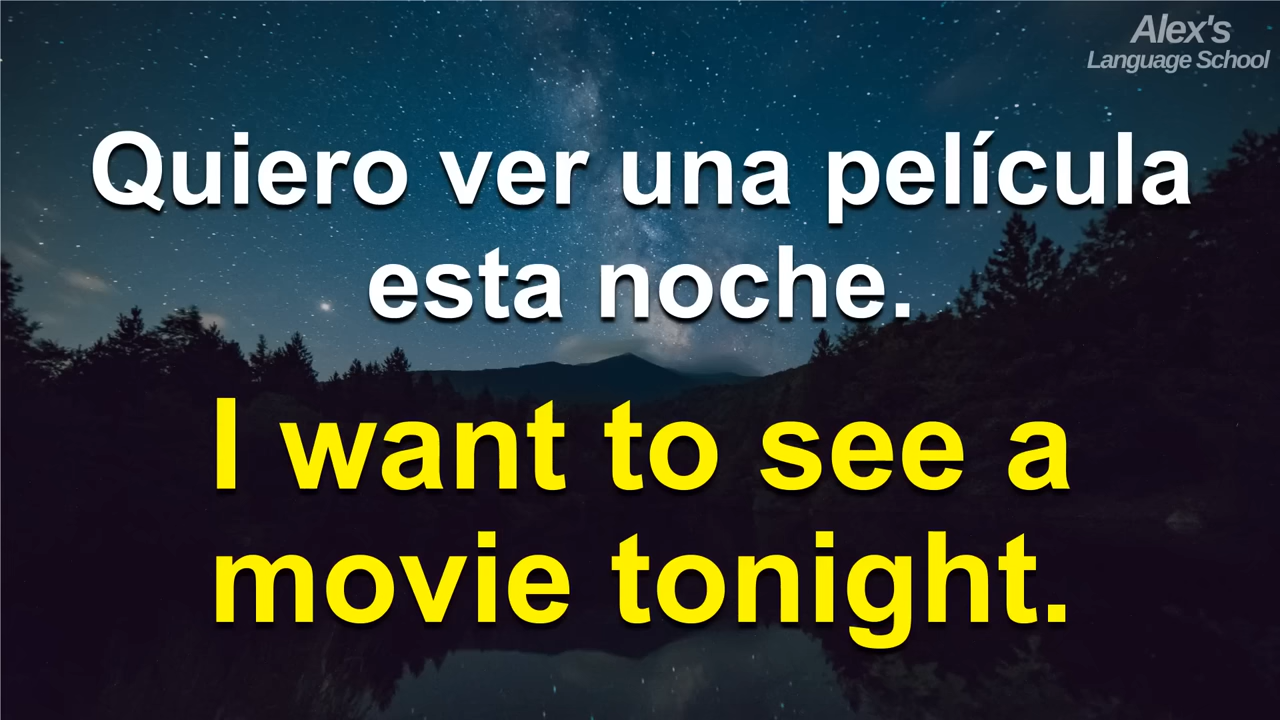 Alex's
Language School
Quiero ver una película
esta noche.
I want to see a
movie tonight.